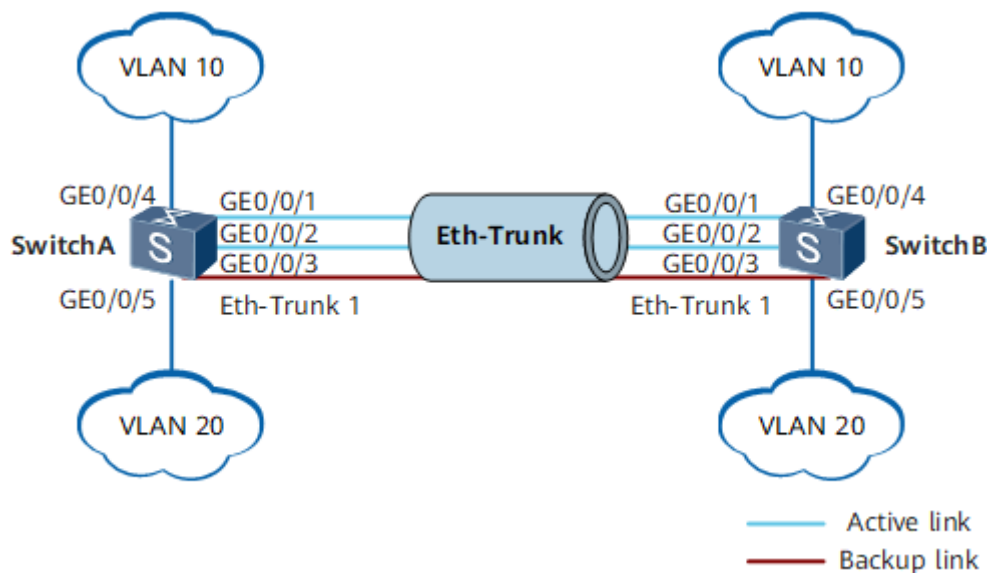 VLAN 10
VLAN 10
GE0/0/4
GE0/0/1
GE0/0/1
GE0/0/4
SwitchA
S
GE0/0/2
Eth-Trunk
GE0/0/2
S
SwitchB
GE0/0/3
GE0/0/3
GE0/0/5
Eth-Trunk 1
Eth-Trunk 1
GE0/0/5
VLAN 20
VLAN 20
Active link
Backup link